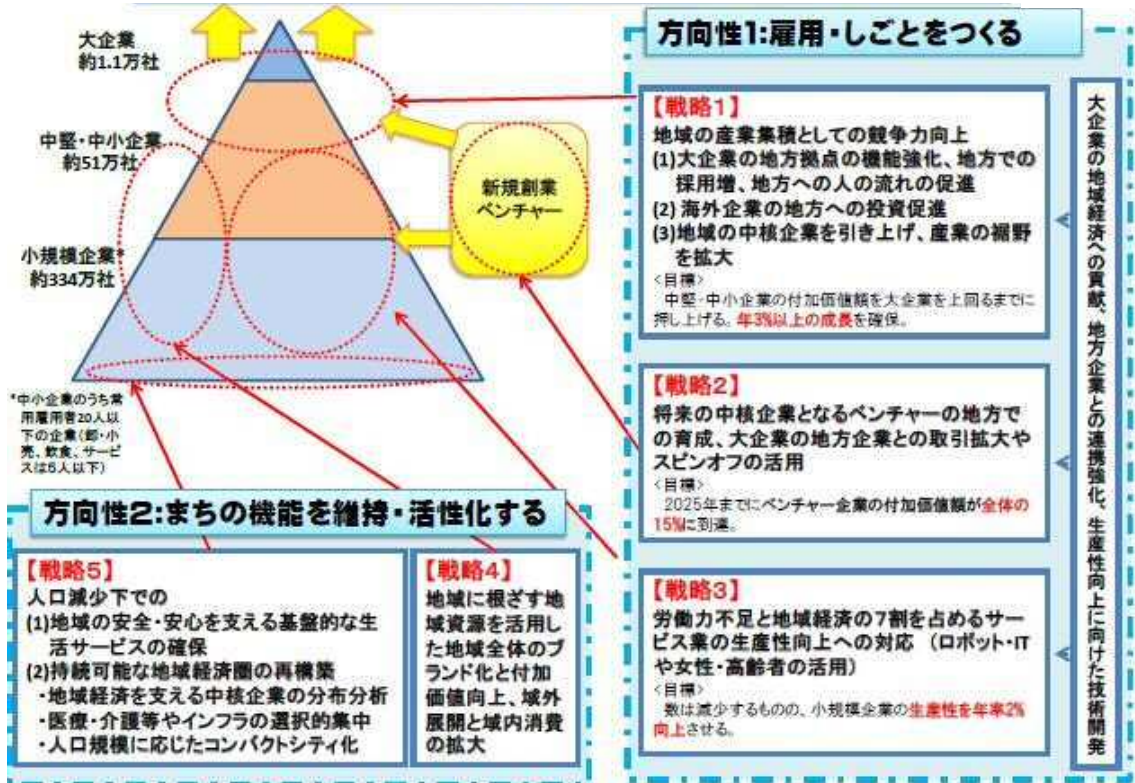 大企業
約1.1万社
中堅・中小企業
約51万社
小規模企業*
約334万社
新規創業
ベンチャー
*中小企業のうち常
用雇用者20人以
下の企業(卸・小
売、飲食、サービ
スは5人以下)
方向性1:雇用・しごとをつくる
【戦略1】
地域の産業集積としての競争力向上
(1)大企業の地方拠点の機能強化、地方での
採用増、地方への人の流れの促進
(2)海外企業の地方への投資促進
(3)地域の中核企業を引き上げ、産業の裾野
を拡大
<目標>
中堅・中小企業の付加価値額を大企業を上回るまでに
押し上げる。年3%以上の成長を確保。
【戦略2】
将来の中核企業となるベンチャーの地方で
の育成、大企業の地方企業との取引拡大や
スピンオフの活用
<目標>
2025年までにベンチャー企業の付加価値額が全体の
15%に到達。
【戦略3】
労働力不足と地域経済の7割を占めるサー
ビス業の生産性向上への対応 (ロボット・IT
や女性・高齢者の活用)
<目標>
数は減少するものの、小規模企業の生産性を年率2%
向上させる。
大企業の地域経済への貢献、地方企業との連携強化、生産性向上に向けた技術開発
方向性2:まちの機能を維持・活性化する
【戦略5】
人口減少下での
(1)地域の安全・安心を支える基盤的な生
活サービスの確保
(2)持続可能な地域経済圏の再構築
・地域経済を支える中核企業の分布分析
・医療・介護等やインフラの選択的集中
・人口規模に応じたコンパクトシティ化
【戦略4】
地域に根ざす地
域資源を活用し
た地域全体のブ
ランド化と付加
価値向上、域外
展開と域内消費
の拡大